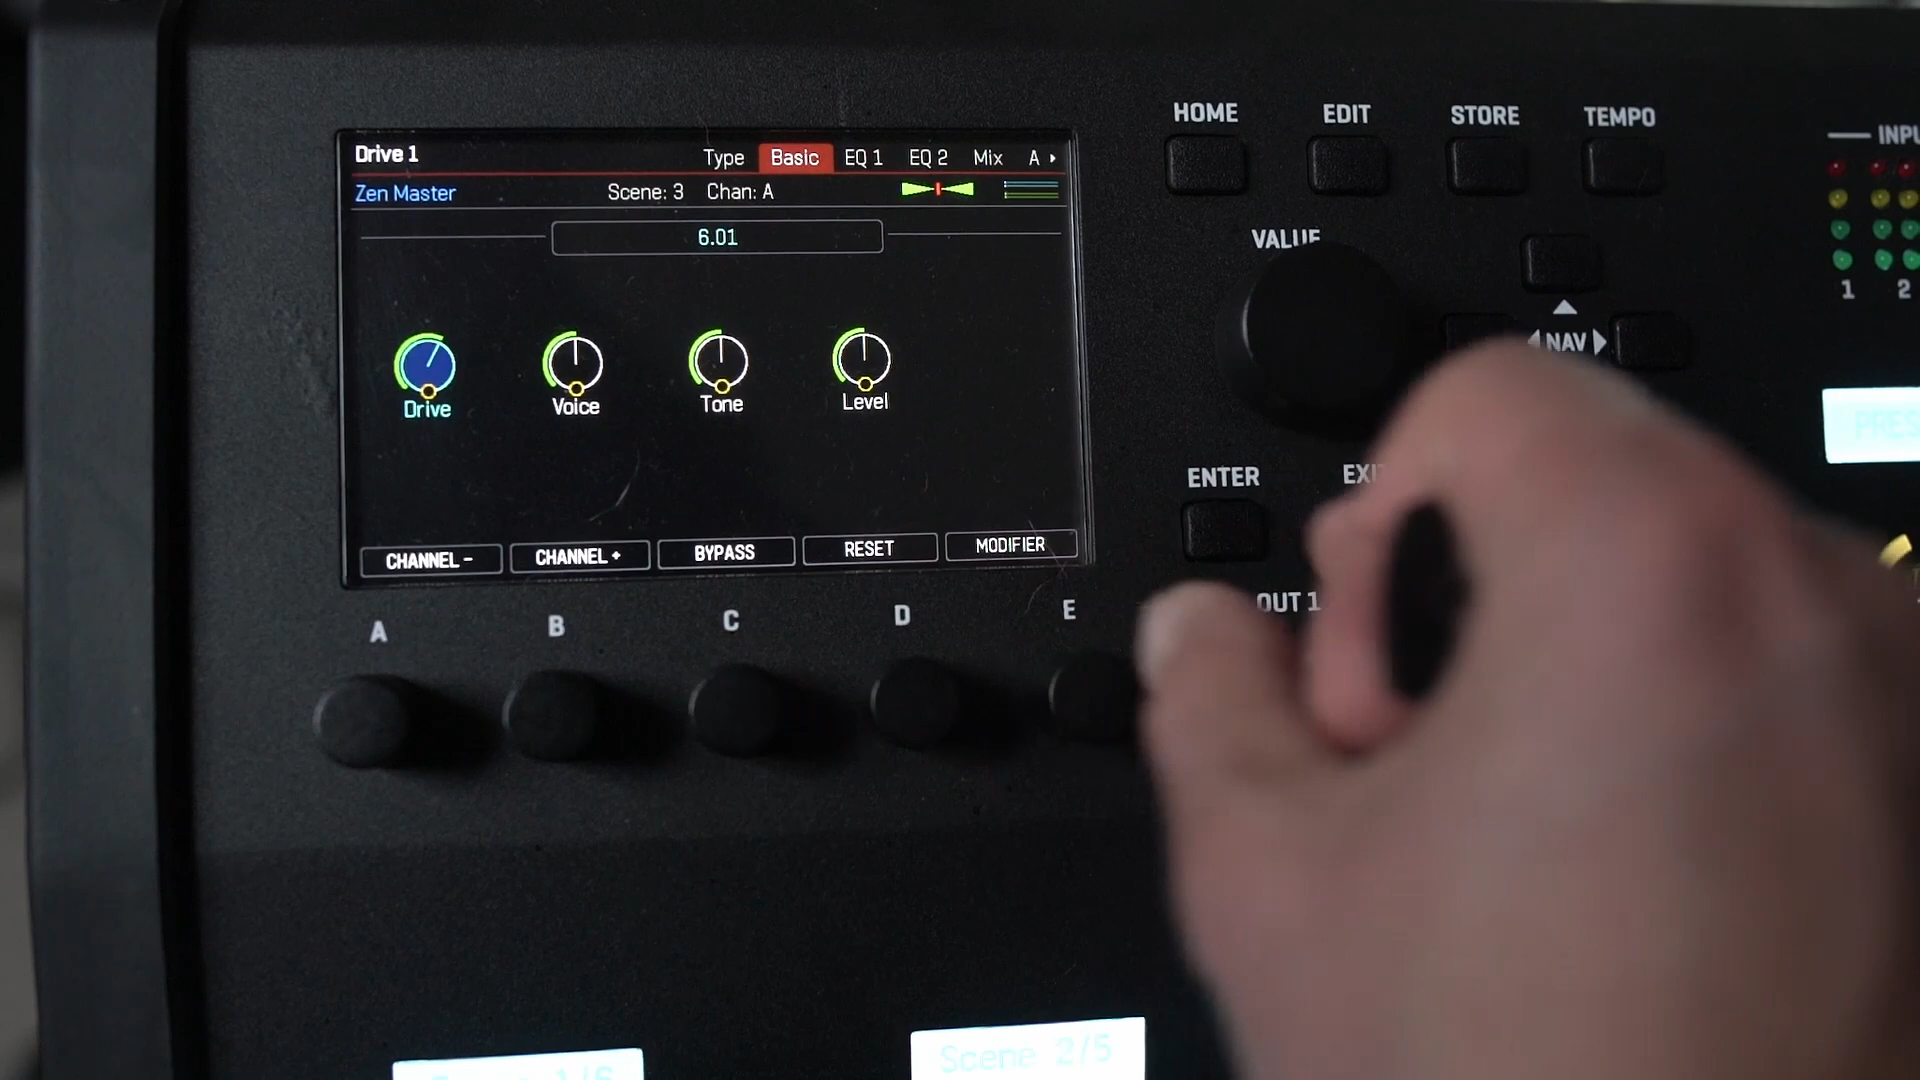 Drive 1
Type Basic EQ 1 EQ 2 Mix A
Zen Master Scene: 3 Chan: A
6.01
Drive Voice Tone Level
CHANNEL - CHANNEL + BYPASS RESET MODIFIER
A B C D E
HOME EDIT STORE TEMPO
VALUE
NAV
ENTER
OUT 1
1 2
Scene 2/5